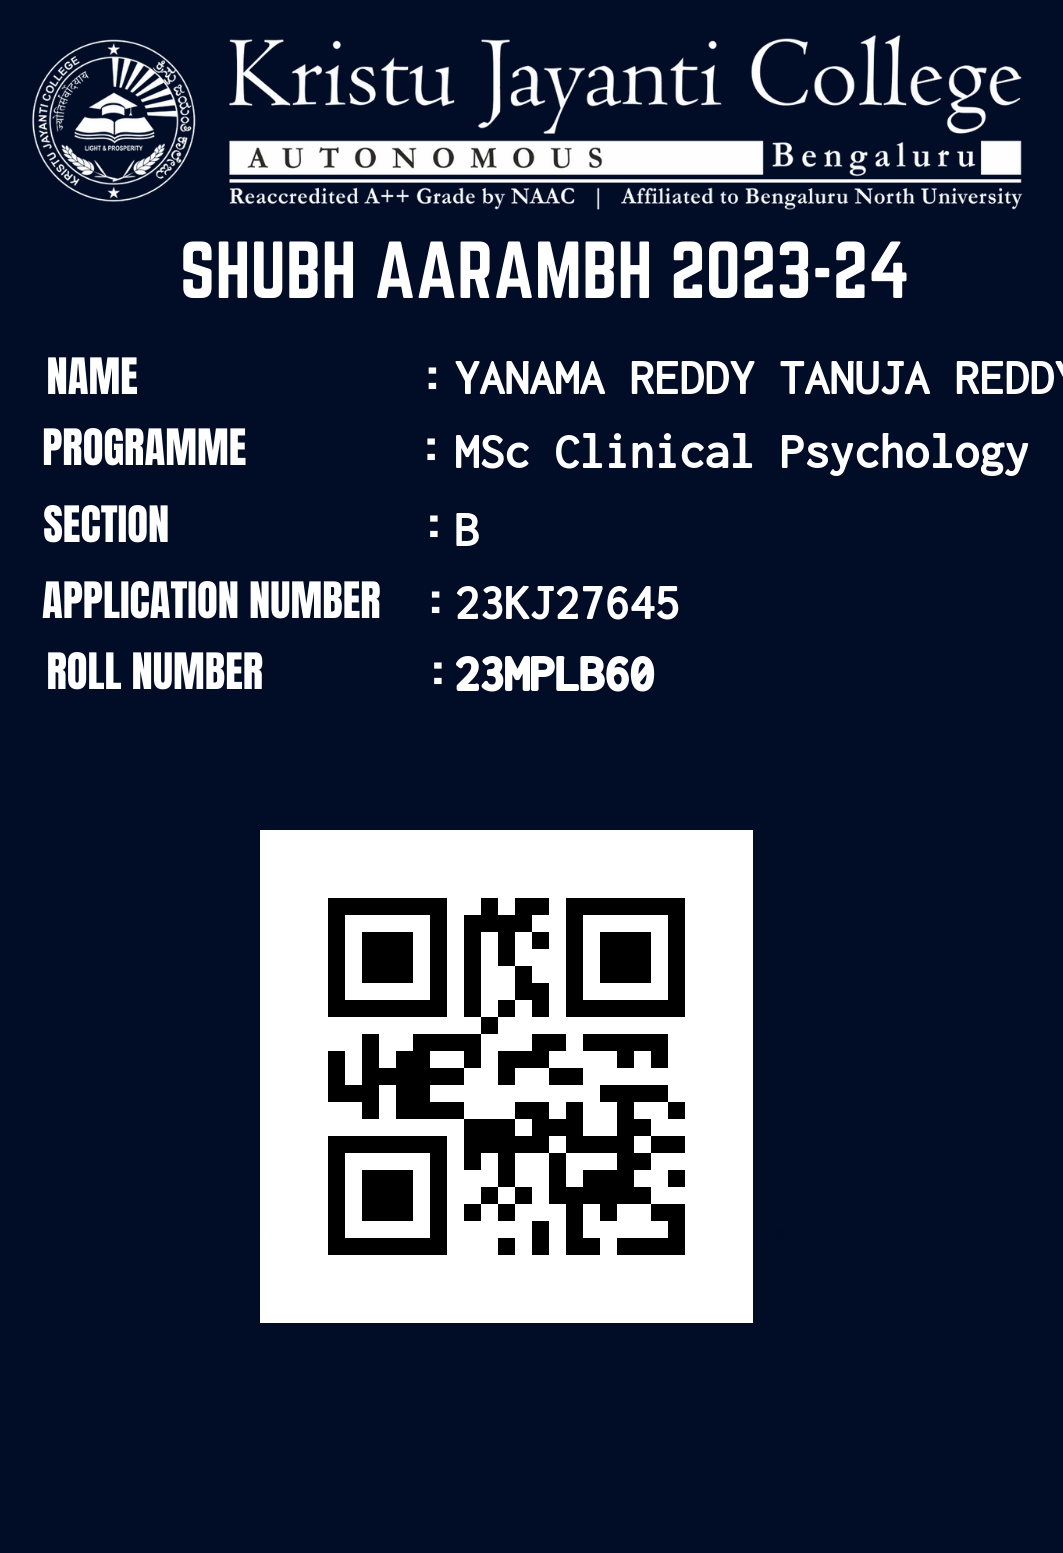 KRISTU JAYANTI COLLEGE
LIGHT & PROSPERITY
Kristu Jayanti College
AUTONOMOUS Bengaluru
Reaccredited A++ Grade by NAAC | Affiliated to Bengaluru North University
SHUBH AARAMBH 2023-24
NAME : YANAMA REDDY TANUJA REDDY
PROGRAMME : MSc Clinical Psychology
SECTION : B
APPLICATION NUMBER : 23KJ27645
ROLL NUMBER : 23MPLB60